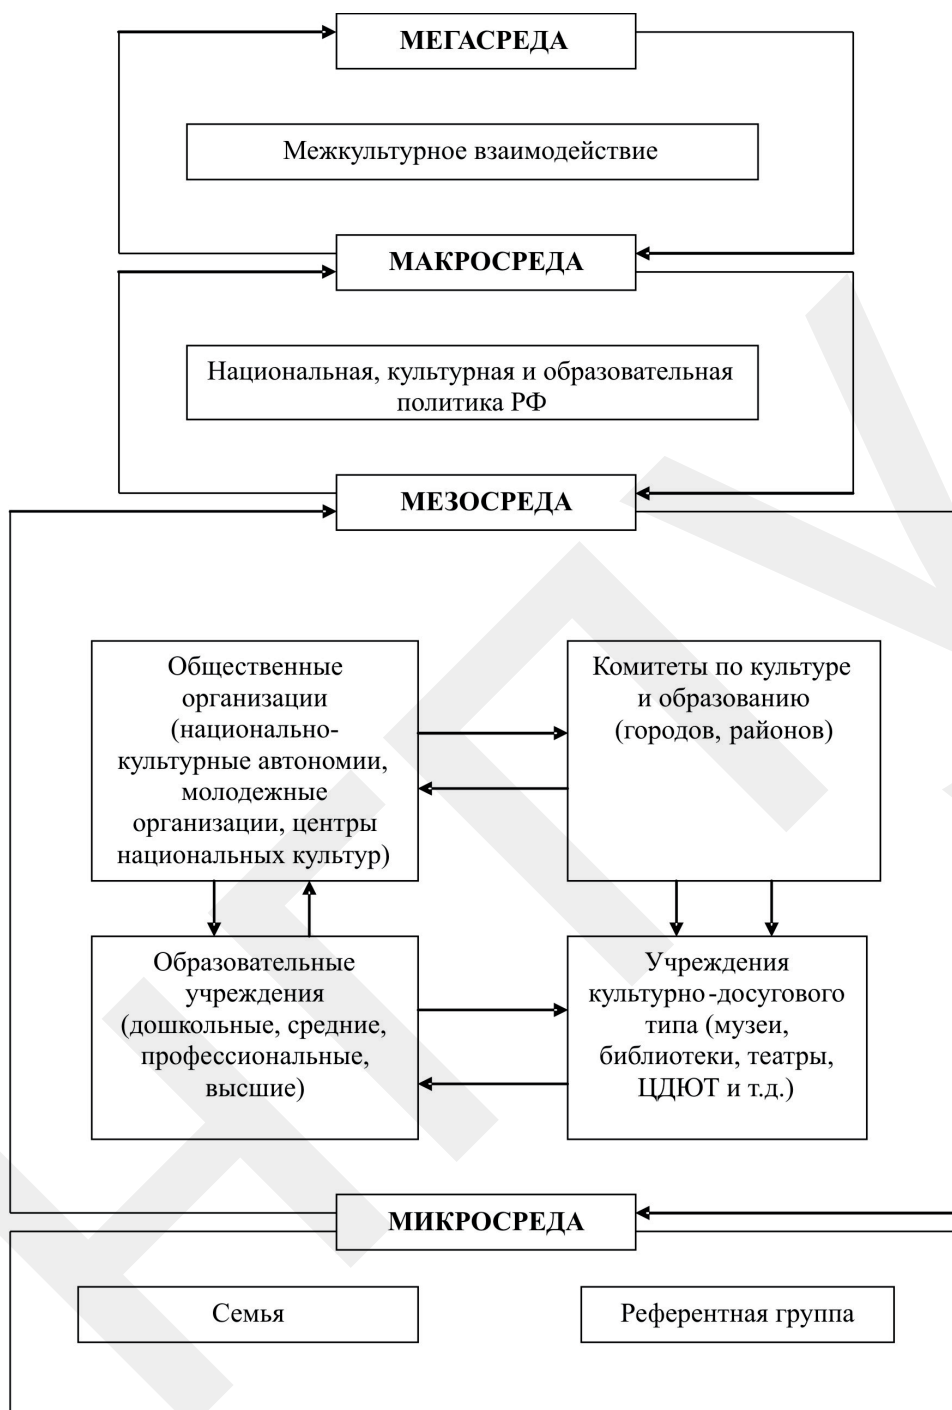 МЕГАСРЕДА
Межкультурное взаимодействие
МАКРОСРЕДА
Национальная, культурная и образовательная
политика РФ
МЕЗОСРЕДА
Общественные
организации
(национально-
культурные автономии,
молодежные
организации, центры
национальных культур)
Комитеты по культуре
и образованию
(городов, районов)
Образовательные
учреждения
(дошкольные, средние,
профессиональные,
высшие)
Учреждения
культурно-досугового
типа (музеи,
библиотеки, театры,
ЦДЮТ и т.д.)
МИКРОСРЕДА
Семья
Референтная группа
НГПУ